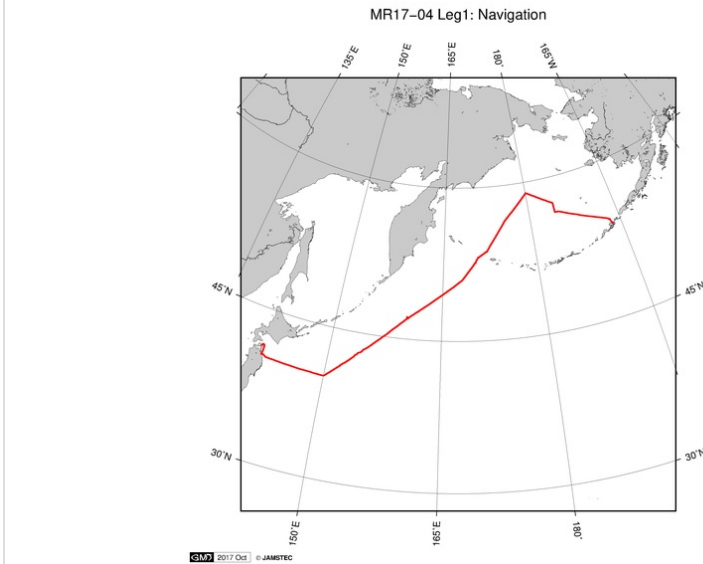 MR17−04 Leg1: Navigation
135˚E
150˚E
165˚E
180˚
165˚W
45˚N
45˚N
30˚N
30˚N
150˚E
165˚E
180˚
GMT 2017 Oct © JAMSTEC